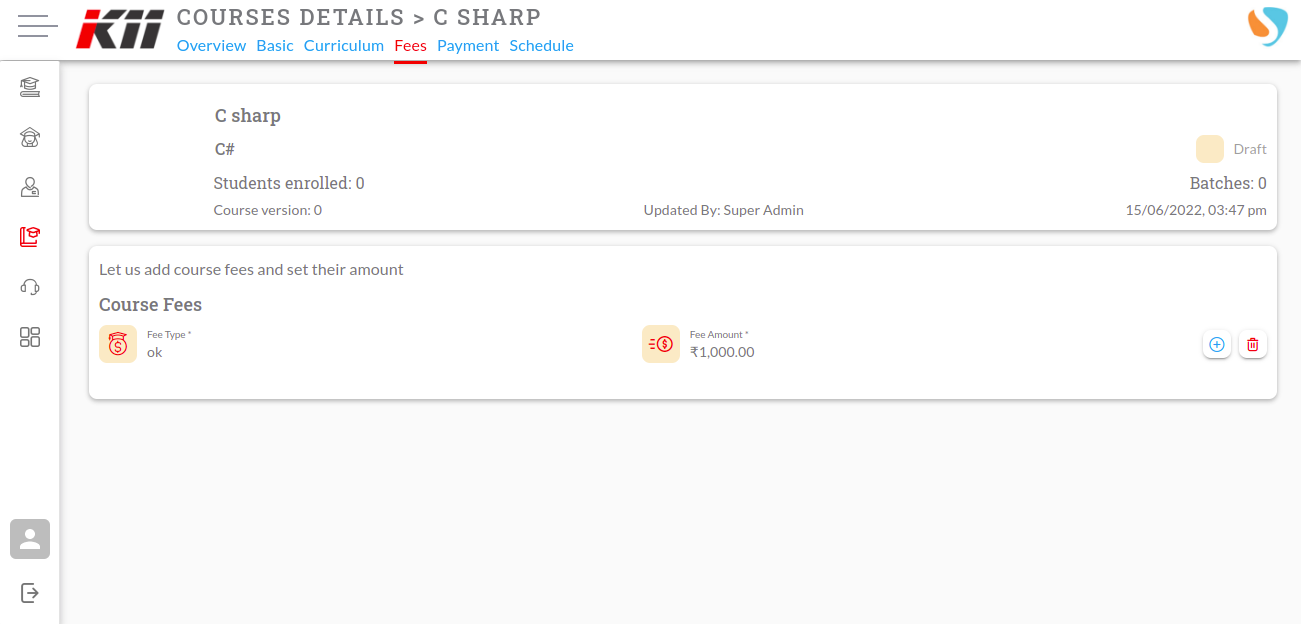 KII
COURSES DETAILS > C SHARP
Overview Basic Curriculum Fees Payment Schedule
C sharp
C#
Draft
Students enrolled: 0
Batches: 0
Course version: 0
Updated By: Super Admin
15/06/2022, 03:47 pm
Let us add course fees and set their amount
Course Fees
Fee Type *
Fee Amount *
ok
₹1,000.00